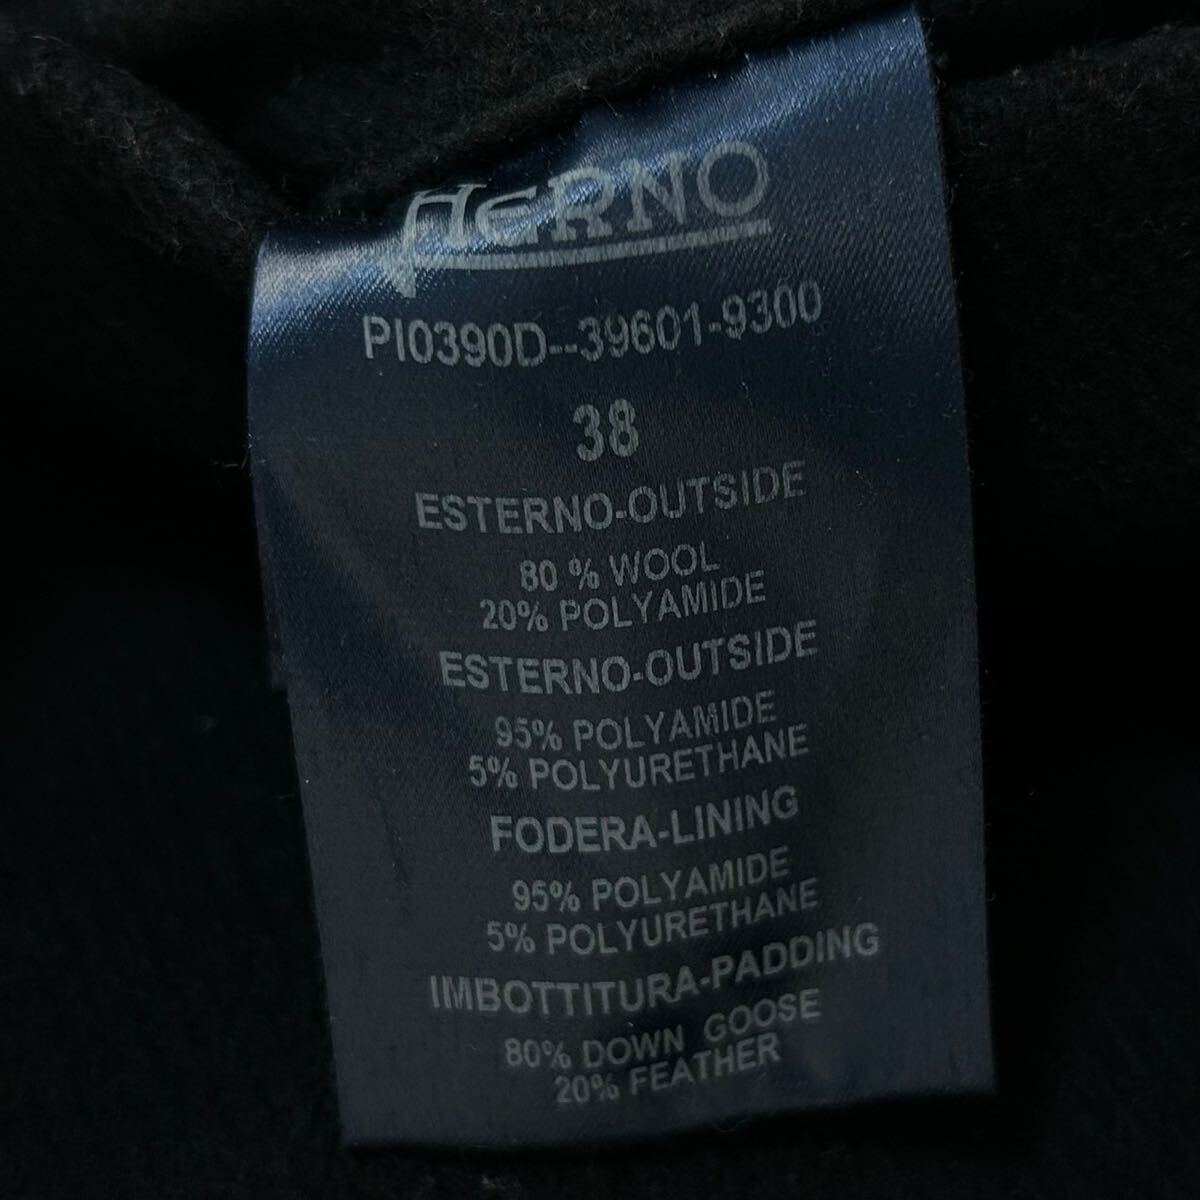 HERNO
PI0390D--39601-9300
38
ESTERNO-OUTSIDE
80 % WOOL
20% POLYAMIDE
ESTERNO-OUTSIDE
95% POLYAMIDE
5% POLYURETHANE
FODERA-LINING
95% POLYAMIDE
5% POLYURETHANE
IMBOTTITURA-PADDING
80% DOWN GOOSE
20% FEATHER